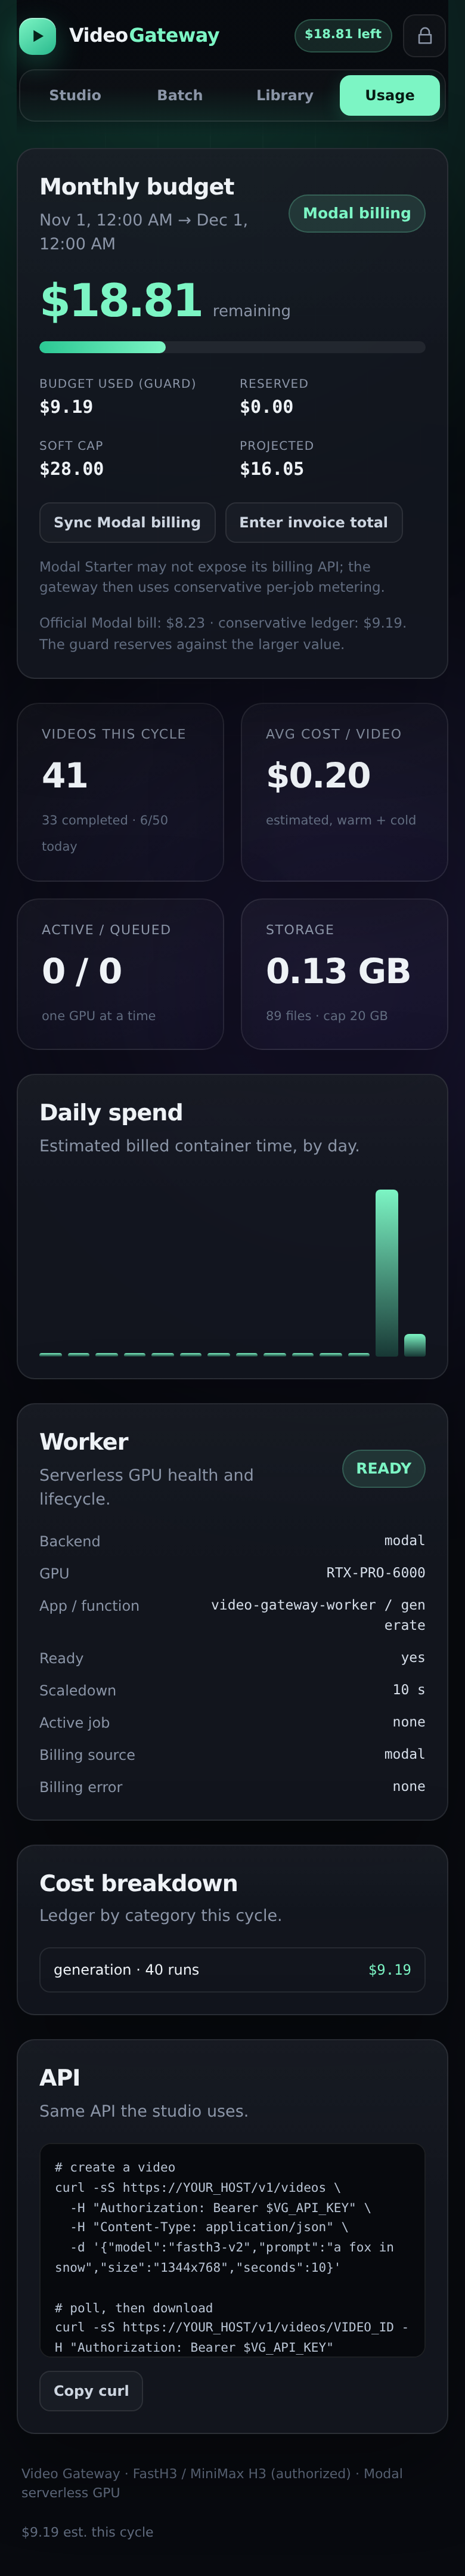 VideoGateway
$18.81 left
Studio
Batch
Library
Usage
Monthly budget
Nov 1, 12:00 AM → Dec 1,
12:00 AM
Modal billing
$18.81 remaining
BUDGET USED (GUARD)
$9.19
RESERVED
$0.00
SOFT CAP
$28.00
PROJECTED
$16.05
Sync Modal billing
Enter invoice total
Modal Starter may not expose its billing API; the
gateway then uses conservative per-job metering.
Official Modal bill: $8.23 · conservative ledger: $9.19.
The guard reserves against the larger value.
VIDEOS THIS CYCLE
41
33 completed · 6/50
today
AVG COST / VIDEO
$0.20
estimated, warm + cold
ACTIVE / QUEUED
0 / 0
one GPU at a time
STORAGE
0.13 GB
89 files · cap 20 GB
Daily spend
Estimated billed container time, by day.
Worker
Serverless GPU health and
lifecycle.
READY
Backend modal
GPU RTX-PRO-6000
App / function video-gateway-worker / gen
erate
Ready yes
Scaledown 10 s
Active job none
Billing source modal
Billing error none
Cost breakdown
Ledger by category this cycle.
generation · 40 runs $9.19
API
Same API the studio uses.
# create a video
curl -sS https://YOUR_HOST/v1/videos \
  -H "Authorization: Bearer $VG_API_KEY" \
  -H "Content-Type: application/json" \
  -d '{"model":"fasth3-v2","prompt":"a fox in
snow","size":"1344x768","seconds":10}'
# poll, then download
curl -sS https://YOUR_HOST/v1/videos/VIDEO_ID -
H "Authorization: Bearer $VG_API_KEY"
Copy curl
Video Gateway · FastH3 / MiniMax H3 (authorized) · Modal
serverless GPU
$9.19 est. this cycle